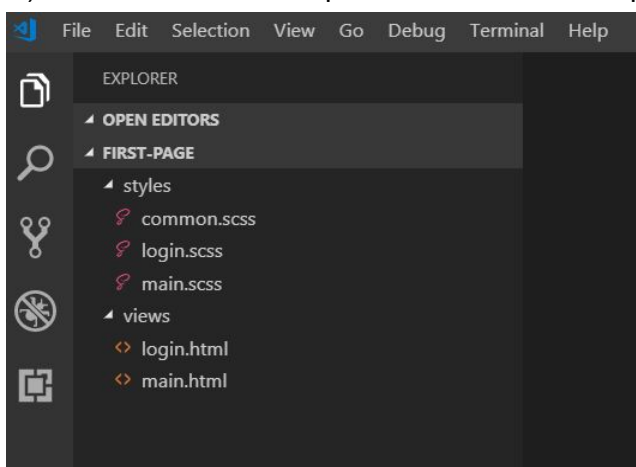 File Edit Selection View Go Debug Terminal Help
EXPLORER
OPEN EDITORS
FIRST-PAGE
styles
common.scss
login.scss
main.scss
views
login.html
main.html